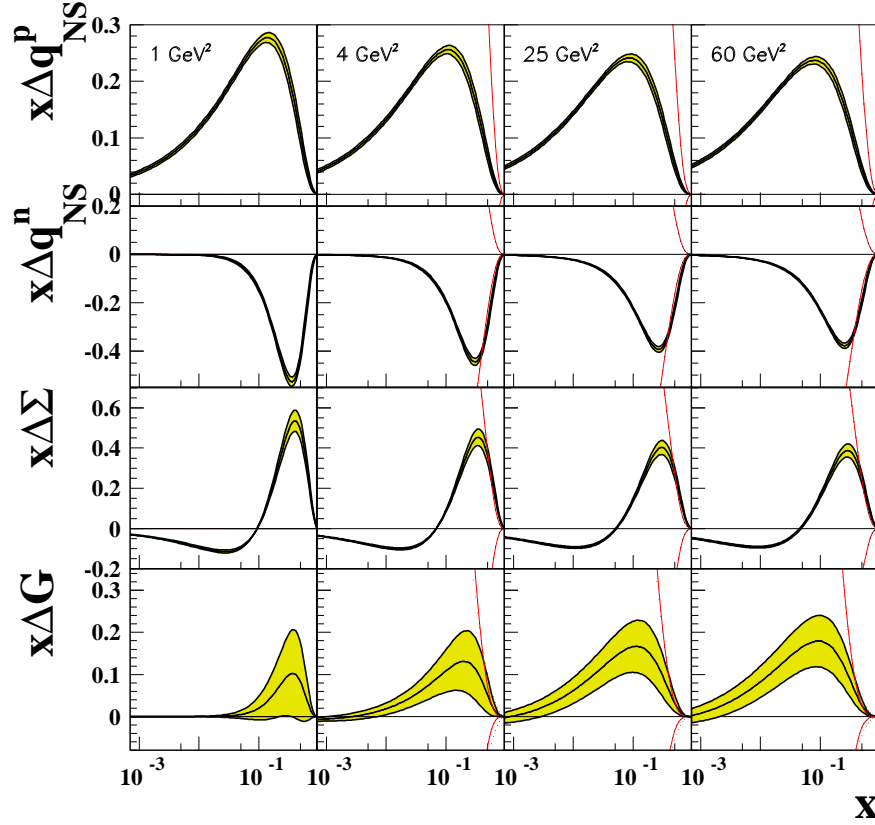 xΔq^p_NS
1 GeV²
4 GeV²
25 GeV²
60 GeV²
0.3
0.2
0.1
0
xΔq^n_NS
0.2
0
-0.2
-0.4
xΔΣ
0.6
0.4
0.2
0
-0.2
xΔG
0.3
0.2
0.1
0
10^-3 10^-1 10^-3 10^-1 10^-3 10^-1 10^-3 10^-1
x